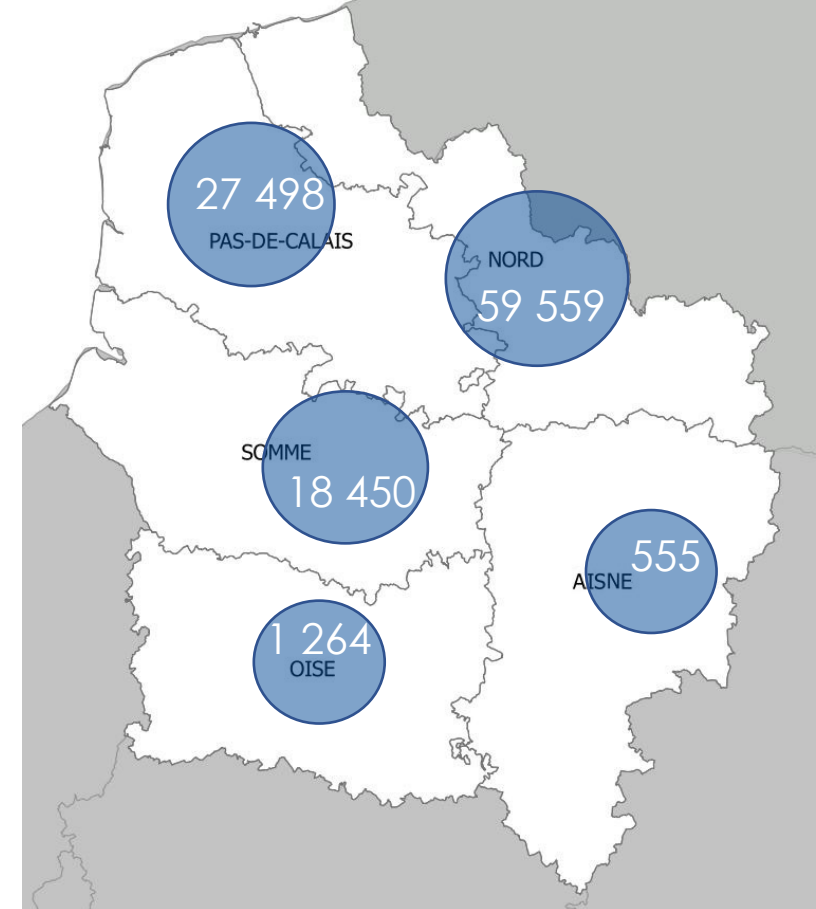 27 498
PAS-DE-CALAIS
NORD
59 559
SOMME
18 450
555
AISNE
1 264
OISE